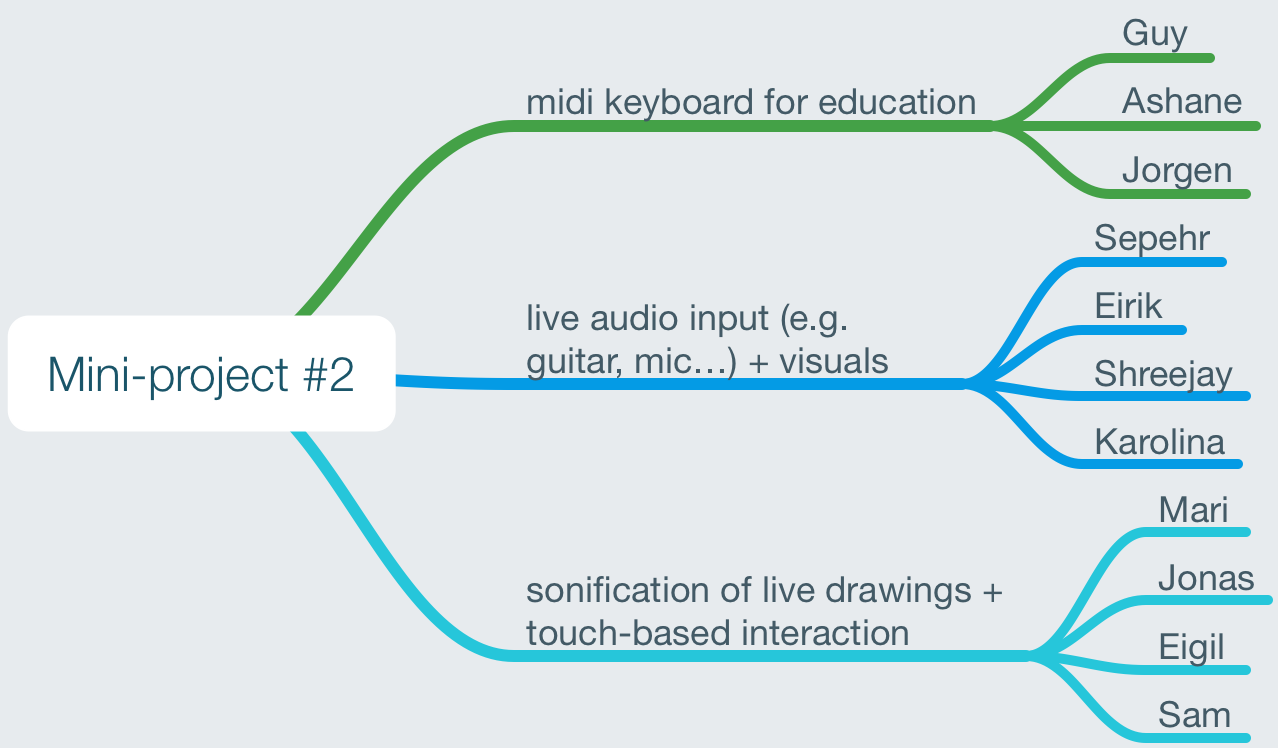 Mini-project #2
midi keyboard for education
Guy
Ashane
Jorgen
live audio input (e.g.
guitar, mic...) + visuals
Sepehr
Eirik
Shreejay
Karolina
sonification of live drawings +
touch-based interaction
Mari
Jonas
Eigil
Sam